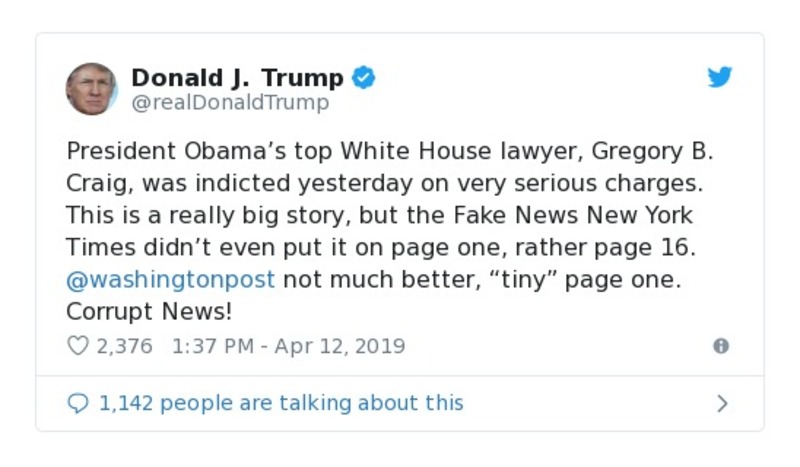 Donald J. Trump
@realDonaldTrump
President Obama’s top White House lawyer, Gregory B.
Craig, was indicted yesterday on very serious charges.
This is a really big story, but the Fake News New York
Times didn’t even put it on page one, rather page 16.
@washingtonpost not much better, “tiny” page one.
Corrupt News!
2,376 1:37 PM - Apr 12, 2019
1,142 people are talking about this